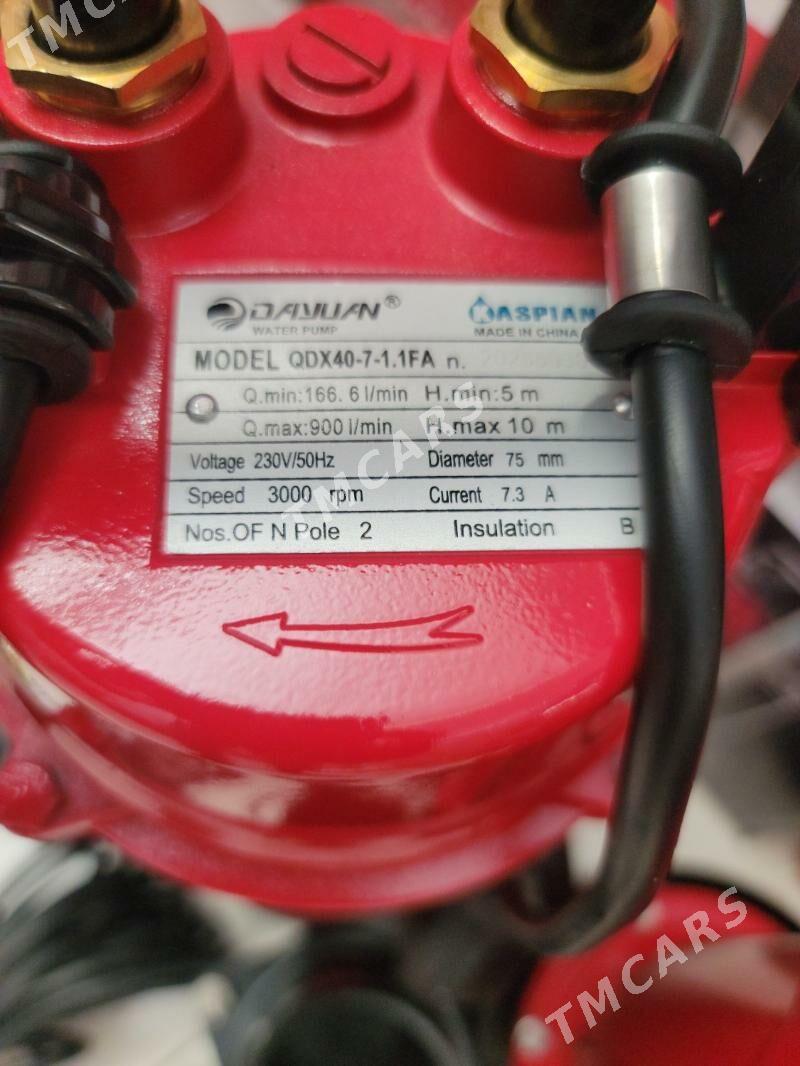 TMCARS
DAYUAN®
WATER PUMP
KASPIAN
MADE IN CHINA
MODEL QDX40-7-1.1FA n.
Q.min:166.6 l/min H.min:5 m
Q.max:900 l/min H.max 10 m
Voltage 230V/50Hz Diameter 75 mm
Speed 3000 rpm Current 7.3 A
Nos.OF N Pole 2 Insulation B
TMCARS
TMCARS
TMCARS